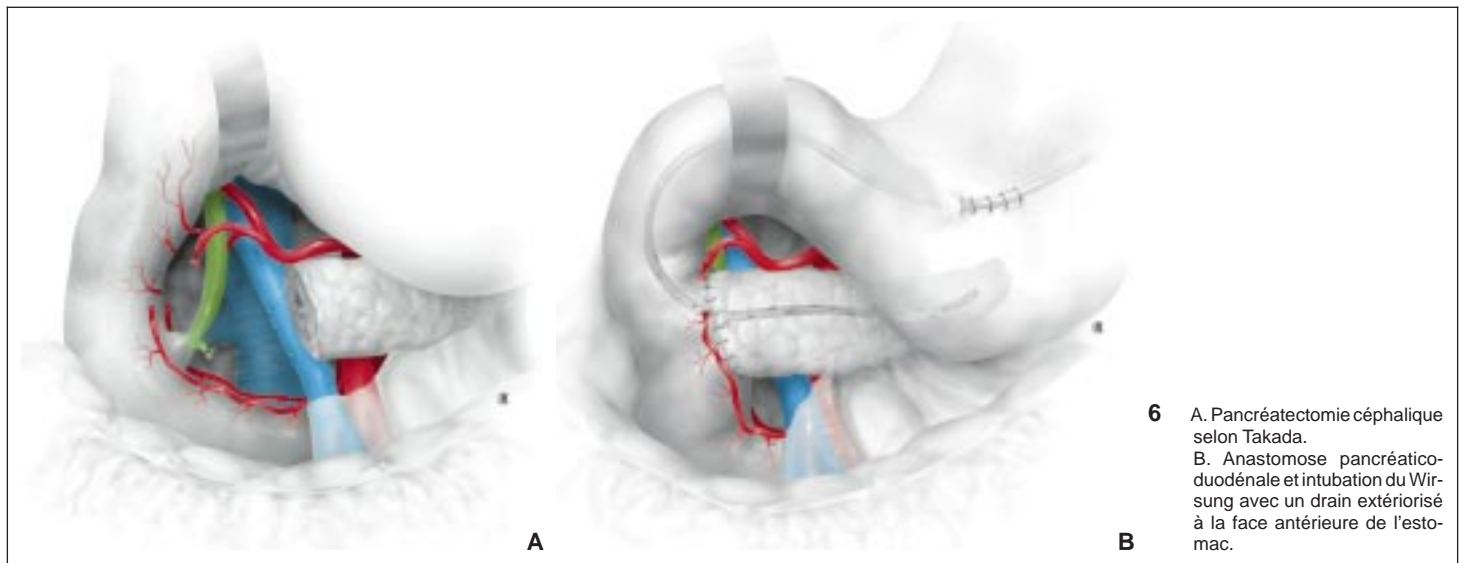 A
B
6 A. Pancréatectomie céphalique
selon Takada.
B. Anastomose pancréatico-
duodénale et intubation du Wir-
sung avec un drain extériorisé
à la face antérieure de l'esto-
mac.